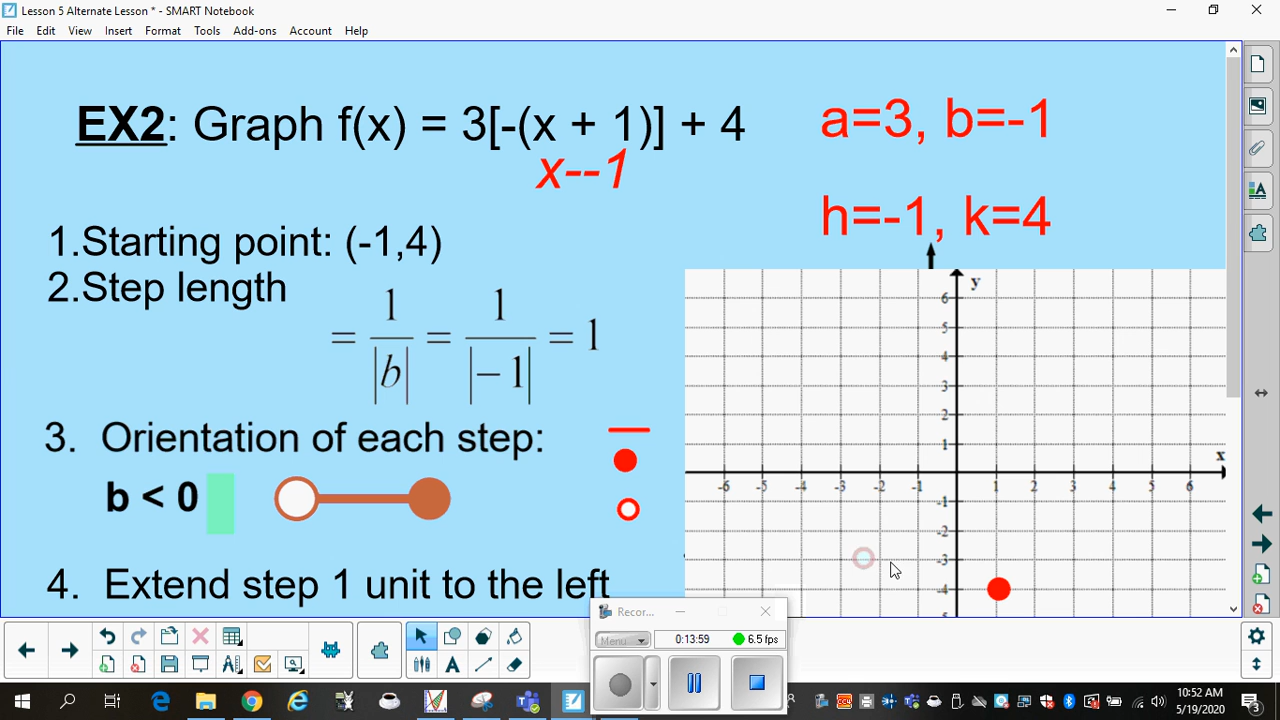 Lesson 5 Alternate Lesson * - SMART Notebook
File Edit View Insert Format Tools Add-ons Account Help
EX2: Graph f(x) = 3[-(x + 1)] + 4
x--1
a=3, b=-1
h=-1, k=4
1.Starting point: (-1,4)
2.Step length
= 1/|b| = 1/|-1| = 1
3. Orientation of each step:
b < 0
4. Extend step 1 unit to the left
y
6
5
4
3
2
1
x
-6 -5 -4 -3 -2 -1 1 2 3 4 5 6
-1
-2
-3
-4
Recor...
Menu
0:13:59
6.5 fps
10:52 AM
5/19/2020
3